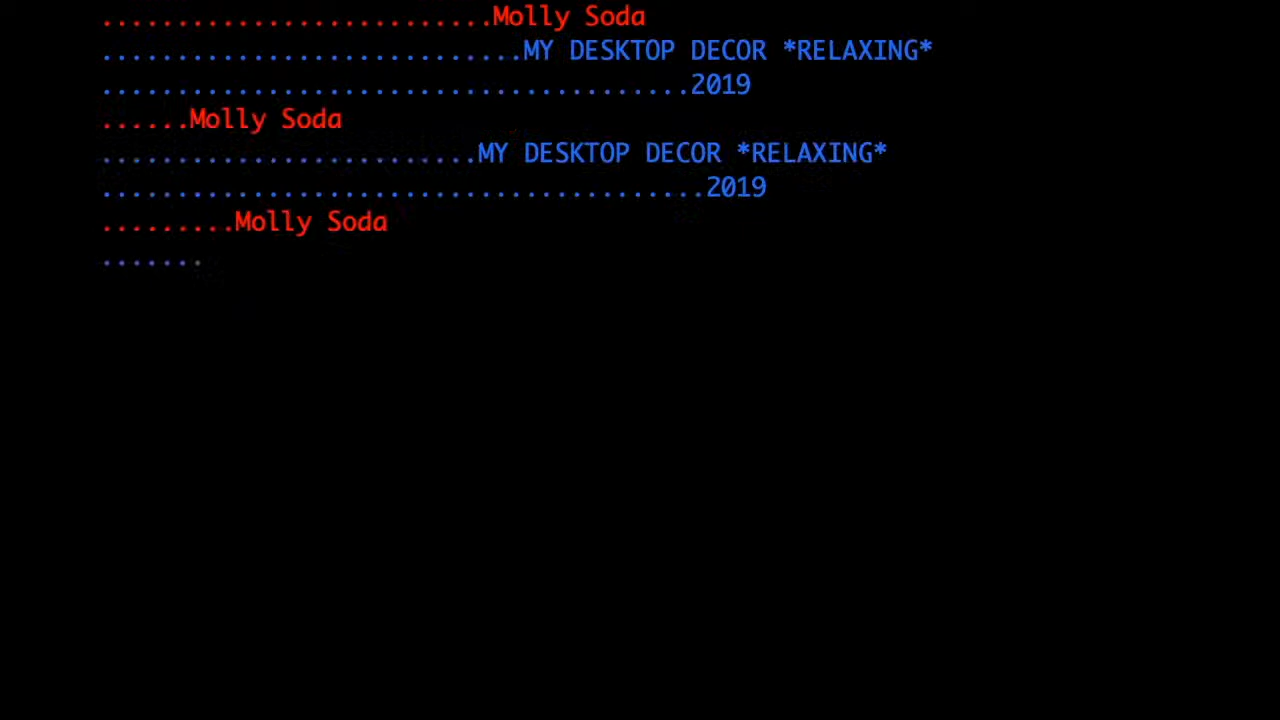 ..........................Molly Soda
............................MY DESKTOP DECOR *RELAXING*
.......................................2019
......Molly Soda
.........................MY DESKTOP DECOR *RELAXING*
........................................2019
.........Molly Soda
.......